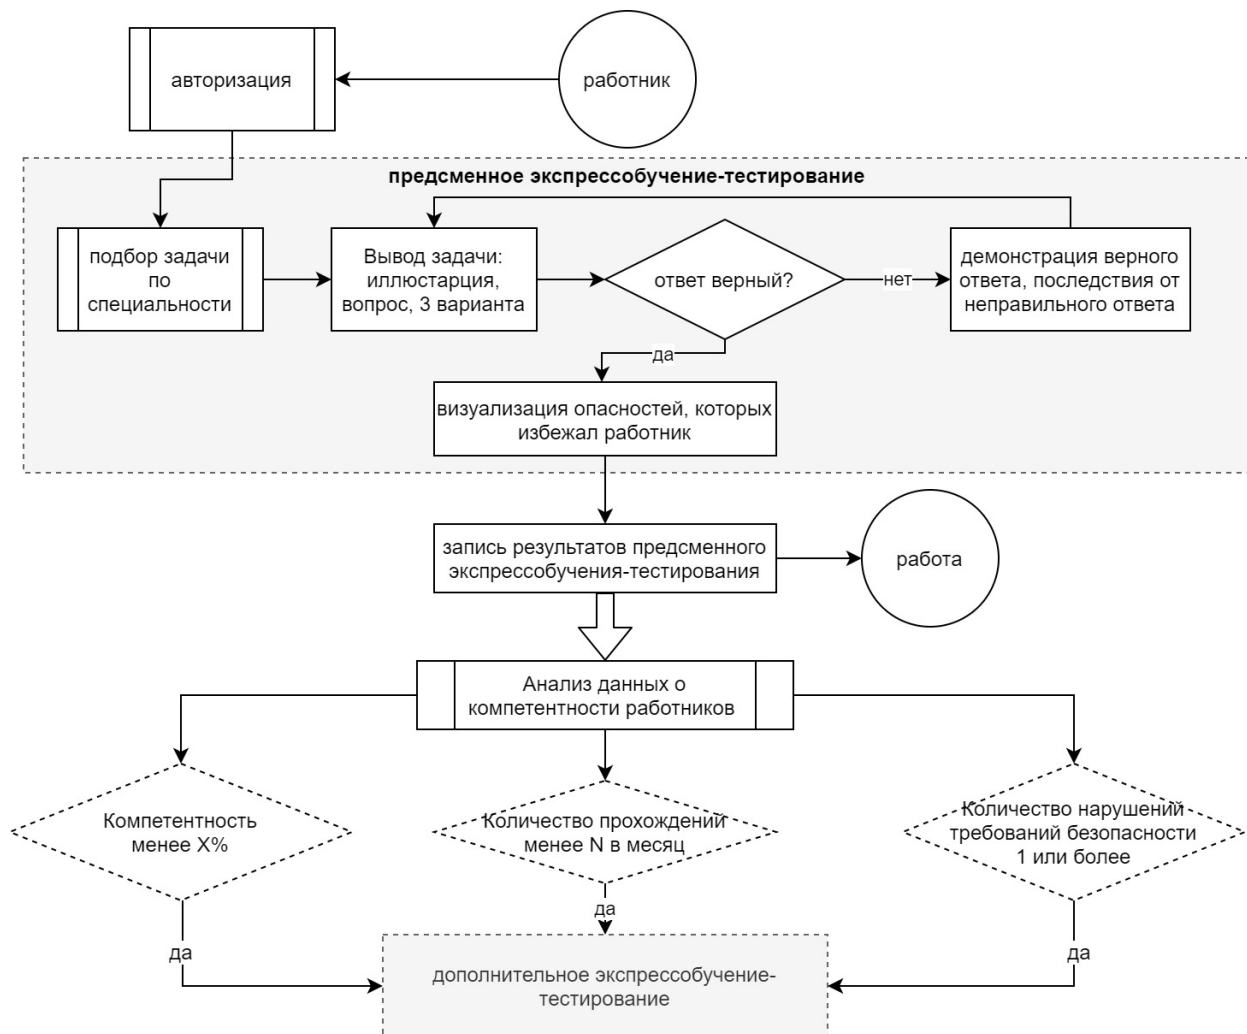 авторизация
работник
предсменное экспрессобучение-тестирование
подбор задачи
по
специальности
Вывод задачи:
иллюстарция,
вопрос, 3 варианта
ответ верный?
нет
демонстрация верного
ответа, последствия от
неправильного ответа
да
визуализация опасностей, которых
избежал работник
запись результатов предсменного
экспрессобучения-тестирования
работа
Анализ данных о
компетентности работников
Компетентность
менее X%
Количество прохождений
менее N в месяц
Количество нарушений
требований безопасности
1 или более
да
да
да
дополнительное экспрессобучение-
тестирование